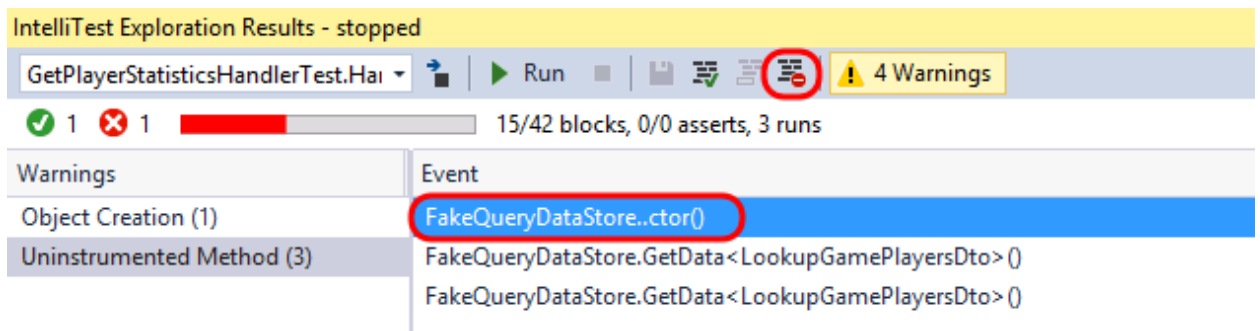 IntelliTest Exploration Results - stopped
GetPlayerStatisticsHandlerTest.Hai Run 4 Warnings
1 1 15/42 blocks, 0/0 asserts, 3 runs
Warnings Event
Object Creation (1) FakeQueryDataStore..ctor()
Uninstrumented Method (3) FakeQueryDataStore.GetData<LookupGamePlayersDto>()
FakeQueryDataStore.GetData<LookupGamePlayersDto>()